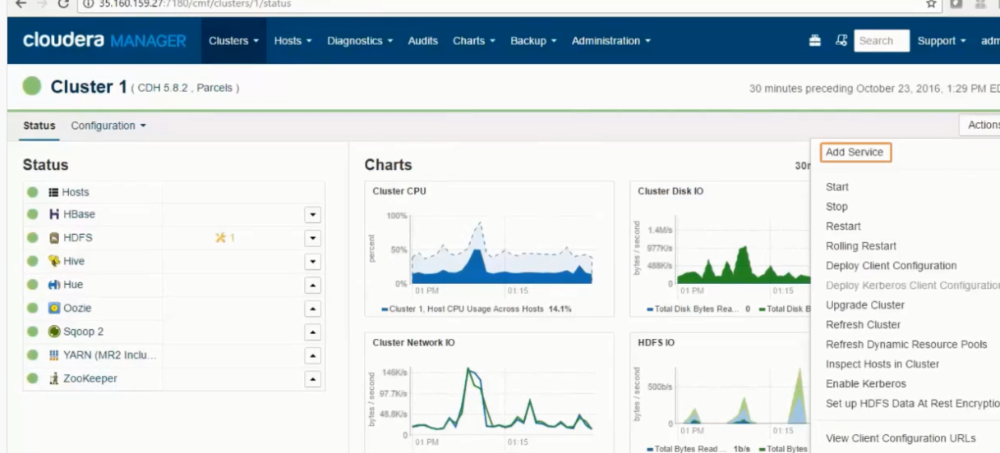 35.160.159.27:7180/cmf/clusters/1/status
cloudera MANAGER Clusters Hosts Diagnostics Audits Charts Backup Administration Search Support adm
Cluster 1 ( CDH 5.8.2 , Parcels ) 30 minutes preceding October 23, 2016, 1:29 PM ED
Status Configuration Actions
Add Service
Status Charts 30m
Cluster CPU Cluster Disk IO
Hosts
HBase
HDFS 1
Hive
Hue
Oozie
Sqoop 2
YARN (MR2 Inclu...
ZooKeeper
percent
100%
50%
0%
01 PM 01:15
Cluster 1, Host CPU Usage Across Hosts 14.1%
bytes / second
1.4M/s
977K/s
488K/s
0
01 PM 01:15
Total Disk Bytes Rea... 0 Total Disk B
Cluster Network IO
bytes / second
146K/s
97.7K/s
48.8K/s
0
01 PM 01:15
HDFS IO
bytes / second
500b/s
0
01 PM 01:15
Total Bytes Read ... 1b/s Total Bytes
Start
Stop
Restart
Rolling Restart
Deploy Client Configuration
Deploy Kerberos Client Configuration
Upgrade Cluster
Refresh Cluster
Refresh Dynamic Resource Pools
Inspect Hosts in Cluster
Enable Kerberos
Set up HDFS Data At Rest Encryptio
View Client Configuration URLs